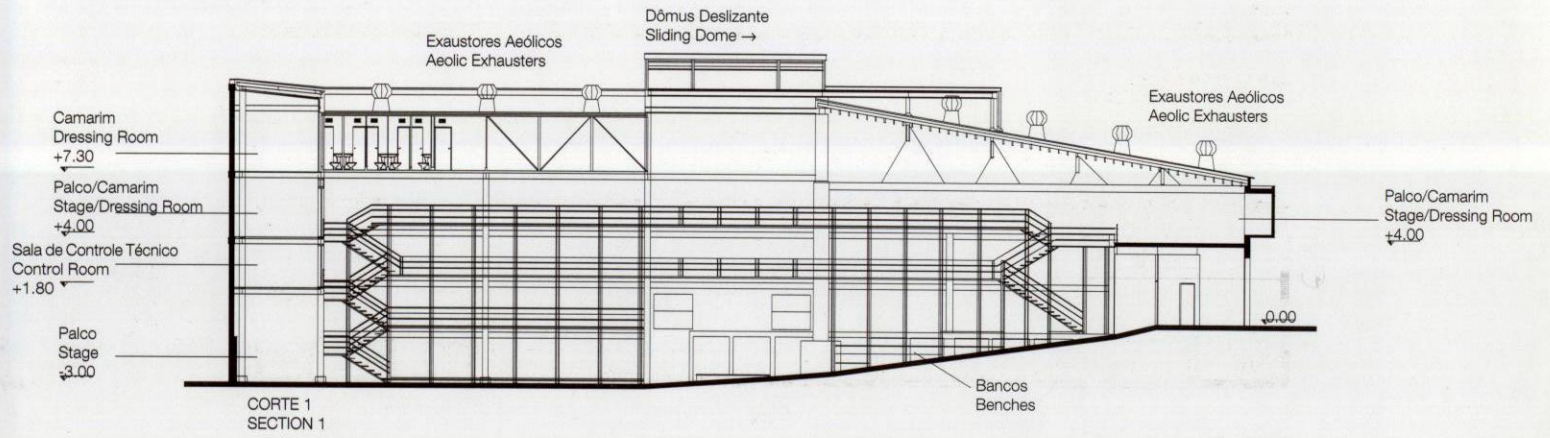 Dômus Deslizante
Sliding Dome →
Exaustores Aeólicos
Aeolic Exhausters
Exaustores Aeólicos
Aeolic Exhausters
Camarim
Dressing Room
+7.30
Palco/Camarim
Stage/Dressing Room
+4.00
Palco/Camarim
Stage/Dressing Room
+4.00
Sala de Controle Técnico
Control Room
+1.80
0.00
Palco
Stage
-3.00
Bancos
Benches
CORTE 1
SECTION 1